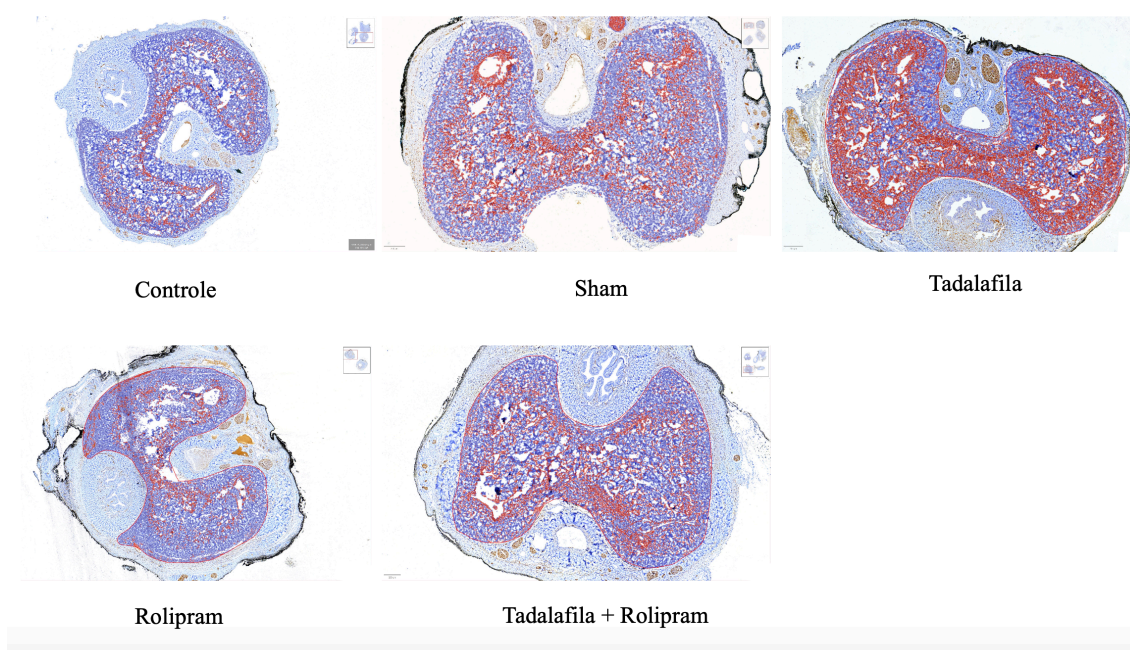 Controle
Sham
Tadalafila
Rolipram
Tadalafila + Rolipram